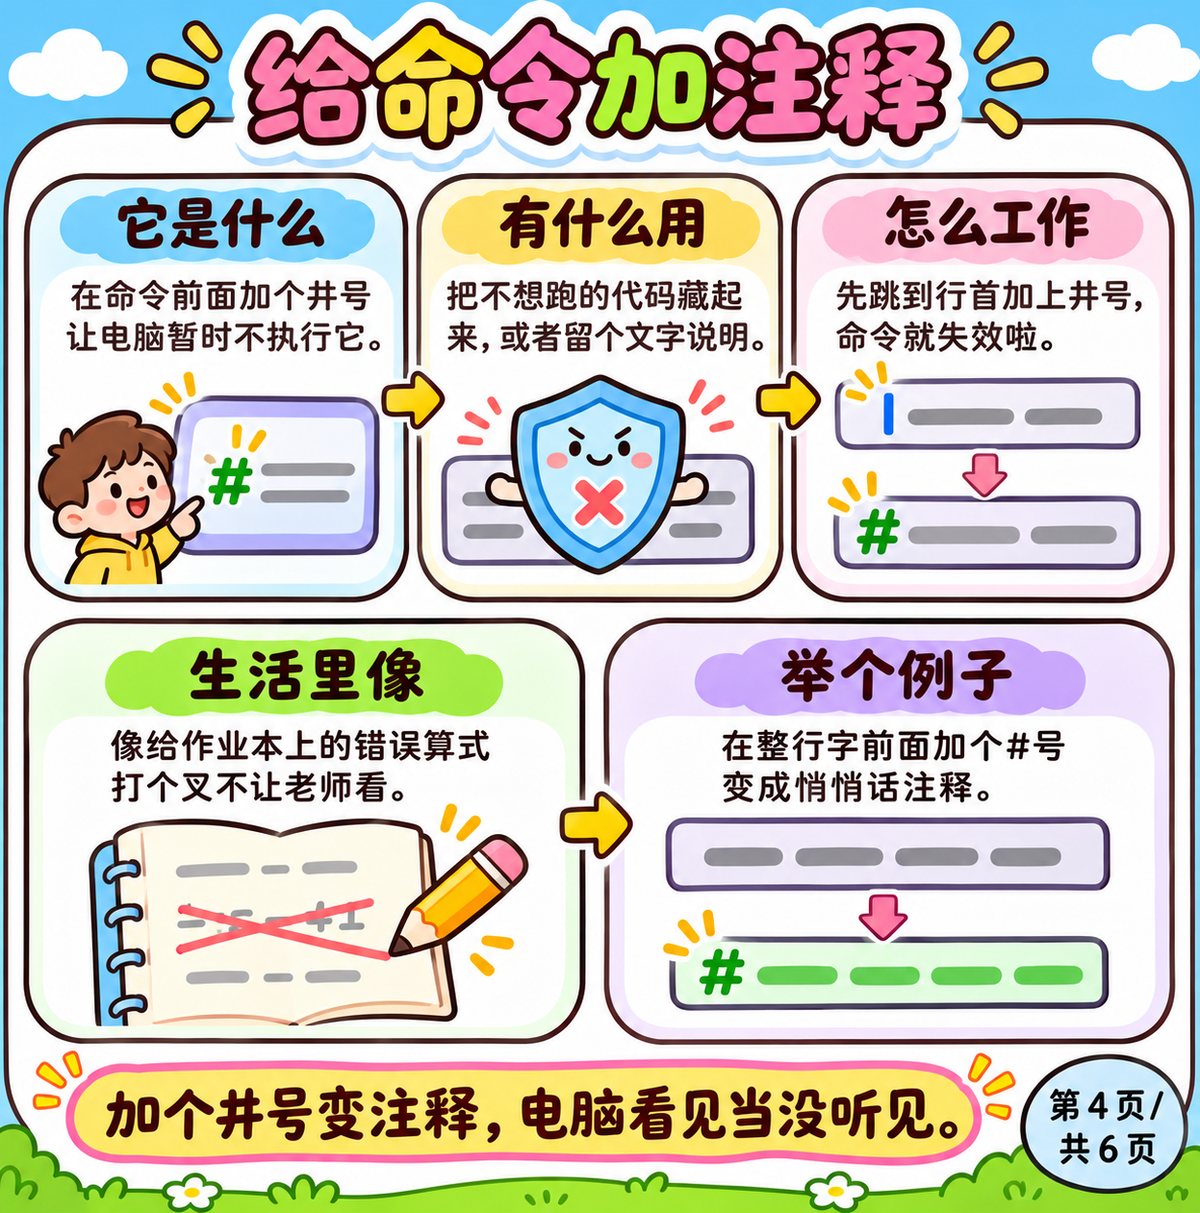 给命令加注释
它是什么
在命令前面加个井号
让电脑暂时不执行它。
#
有什么用
把不想跑的代码藏起
来，或者留个文字说明。
怎么工作
先跳到行首加上井号，
命令就失效啦。
#
生活里像
像给作业本上的错误算式
打个叉不让老师看。
举个例子
在整行字前面加个#号
变成悄悄话注释。
#
加个井号变注释，电脑看见当没听见。
第4页/
共6页